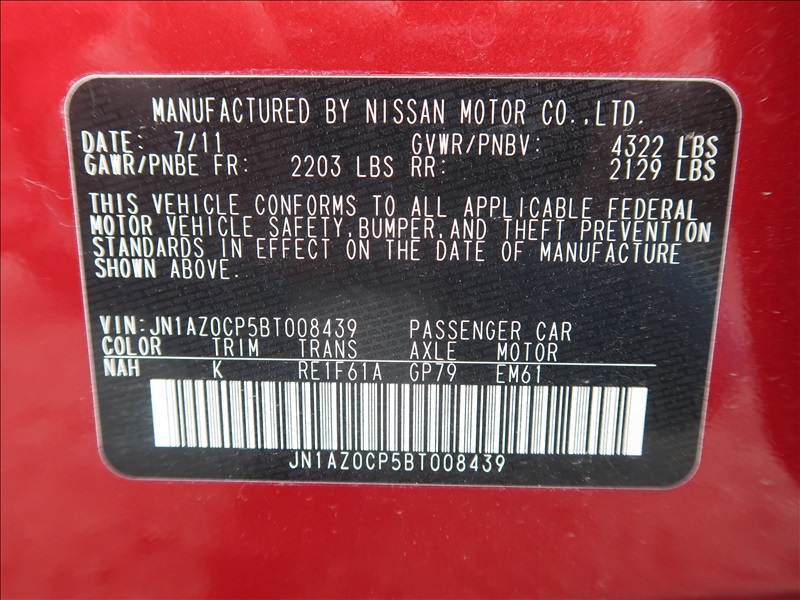 MANUFACTURED BY NISSAN MOTOR CO.,LTD.
DATE: 7/11 GVWR/PNBV: 4322 LBS
GAWR/PNBE FR: 2203 LBS RR: 2129 LBS
THIS VEHICLE CONFORMS TO ALL APPLICABLE FEDERAL
MOTOR VEHICLE SAFETY,BUMPER,AND THEFT PREVENTION
STANDARDS IN EFFECT ON THE DATE OF MANUFACTURE
SHOWN ABOVE.
VIN:JN1AZ0CP5BT008439 PASSENGER CAR
COLOR TRIM TRANS AXLE MOTOR
NAH K RE1F61A GP79 EM61
JN1AZ0CP5BT008439